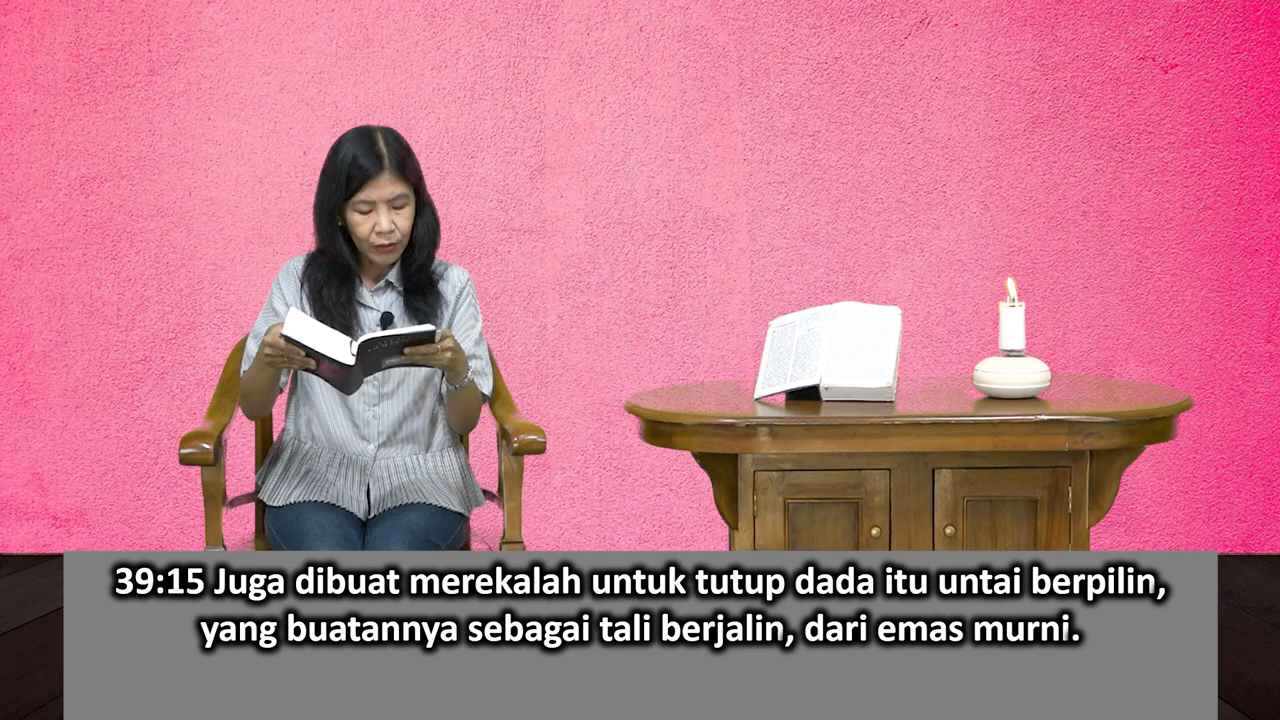 39:15 Juga dibuat merekalah untuk tutup dada itu untai berpilin,
yang buatannya sebagai tali berjalin, dari emas murni.